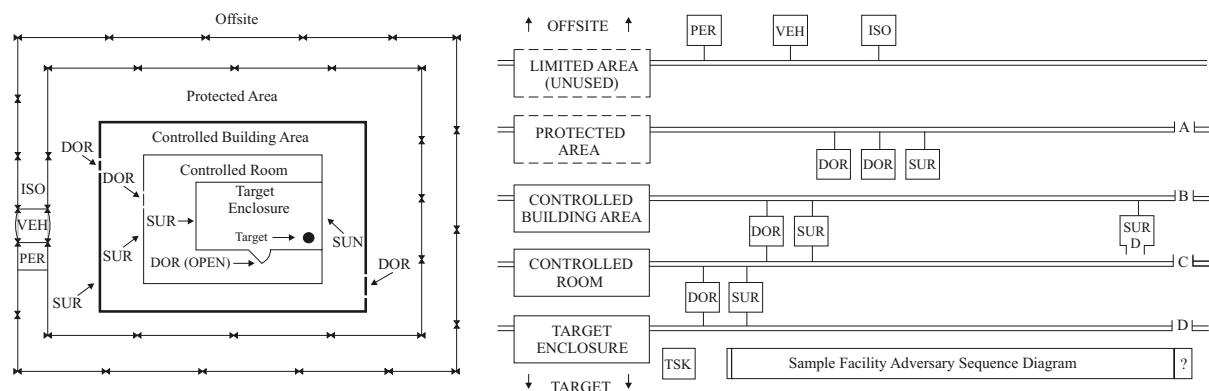 Offsite
Protected Area
Controlled Building Area
DOR
DOR
Controlled Room
Target
Enclosure
ISO
SUR
VEH
Target
SUN
SUR
PER
DOR (OPEN)
DOR
SUR
OFFSITE
PER
VEH
ISO
LIMITED AREA
(UNUSED)
PROTECTED
AREA
A
DOR
DOR
SUR
CONTROLLED
BUILDING AREA
B
DOR
SUR
SUR
D
CONTROLLED
ROOM
C
DOR
SUR
TARGET
ENCLOSURE
D
TSK
Sample Facility Adversary Sequence Diagram
?
TARGET